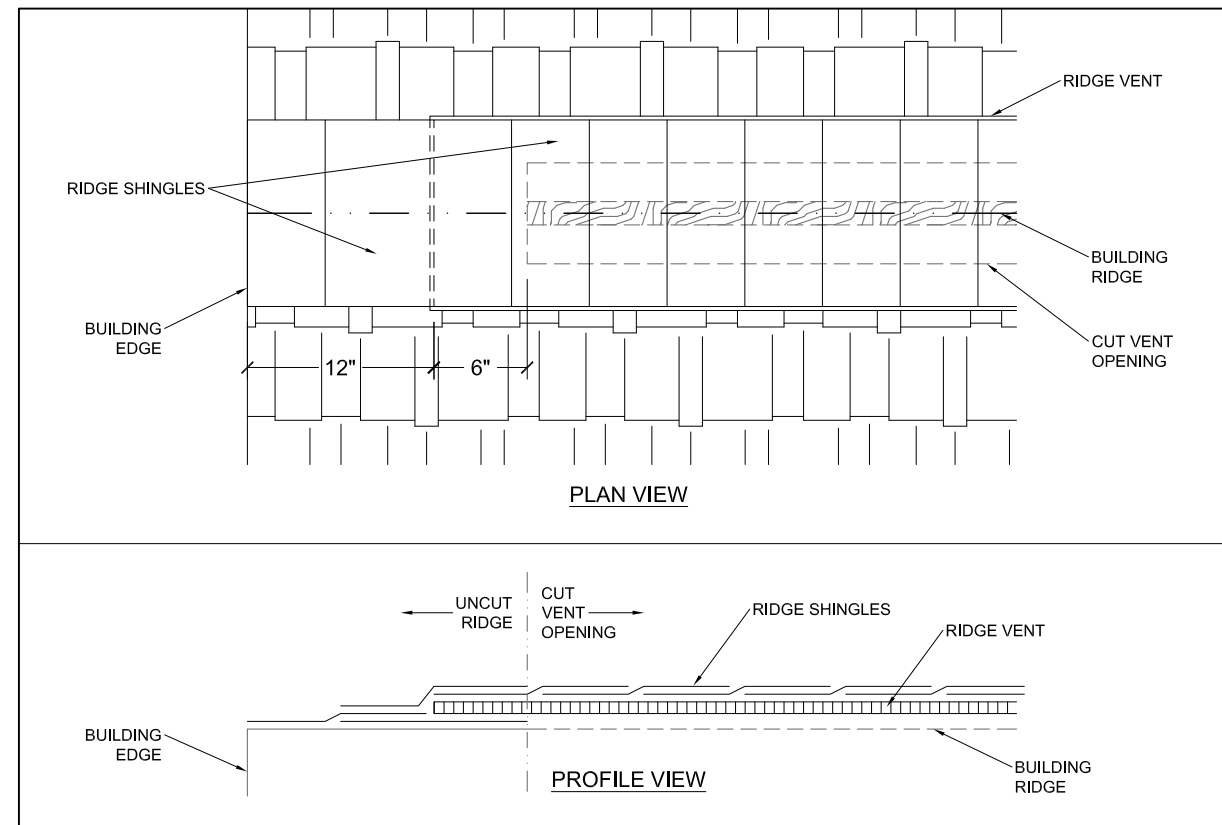 RIDGE VENT
RIDGE SHINGLES
BUILDING
RIDGE
BUILDING
EDGE
CUT VENT
OPENING
12"
6"
PLAN VIEW
UNCUT
RIDGE
CUT
VENT
OPENING
RIDGE SHINGLES
RIDGE VENT
BUILDING
EDGE
BUILDING
RIDGE
PROFILE VIEW